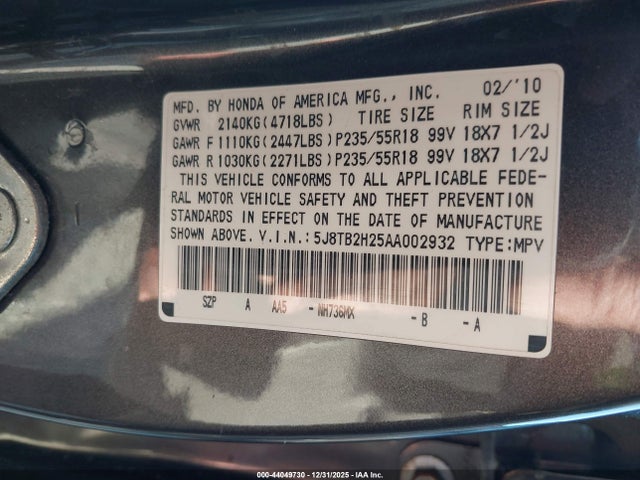 MFD. BY HONDA OF AMERICA MFG., INC. 02/'10
GVWR 2140KG(4718LBS) TIRE SIZE RIM SIZE
GAWR F 1110KG(2447LBS) P235/55R18 99V 18X7 1/2J
GAWR R 1030KG(2271LBS) P235/55R18 99V 18X7 1/2J
THIS VEHICLE CONFORMS TO ALL APPLICABLE FEDE-
RAL MOTOR VEHICLE SAFETY AND THEFT PREVENTION
STANDARDS IN EFFECT ON THE DATE OF MANUFACTURE
SHOWN ABOVE. V.I.N.:5J8TB2H25AA002932 TYPE:MPV
SZP A AA5 - NH736MX - B - A
000-44049730 - 12/31/2025 - IAA Inc.